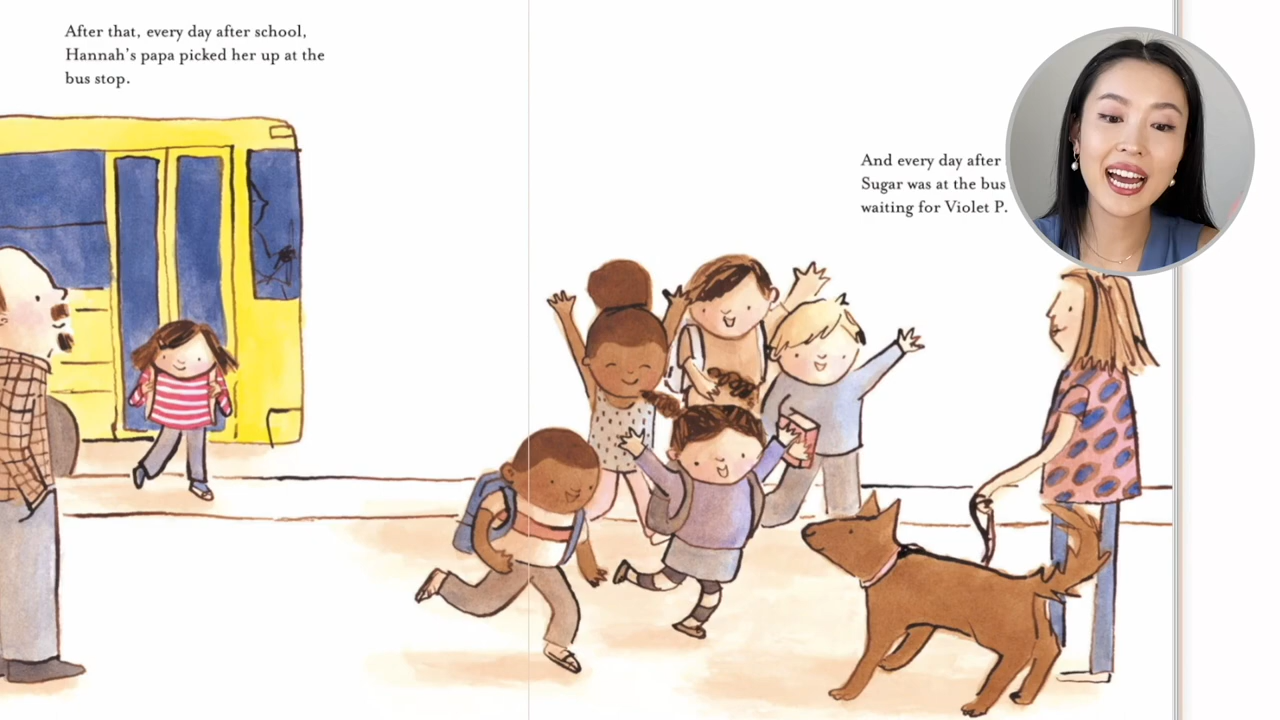 After that, every day after school,
Hannah's papa picked her up at the
bus stop.
And every day after
Sugar was at the bus
waiting for Violet P.